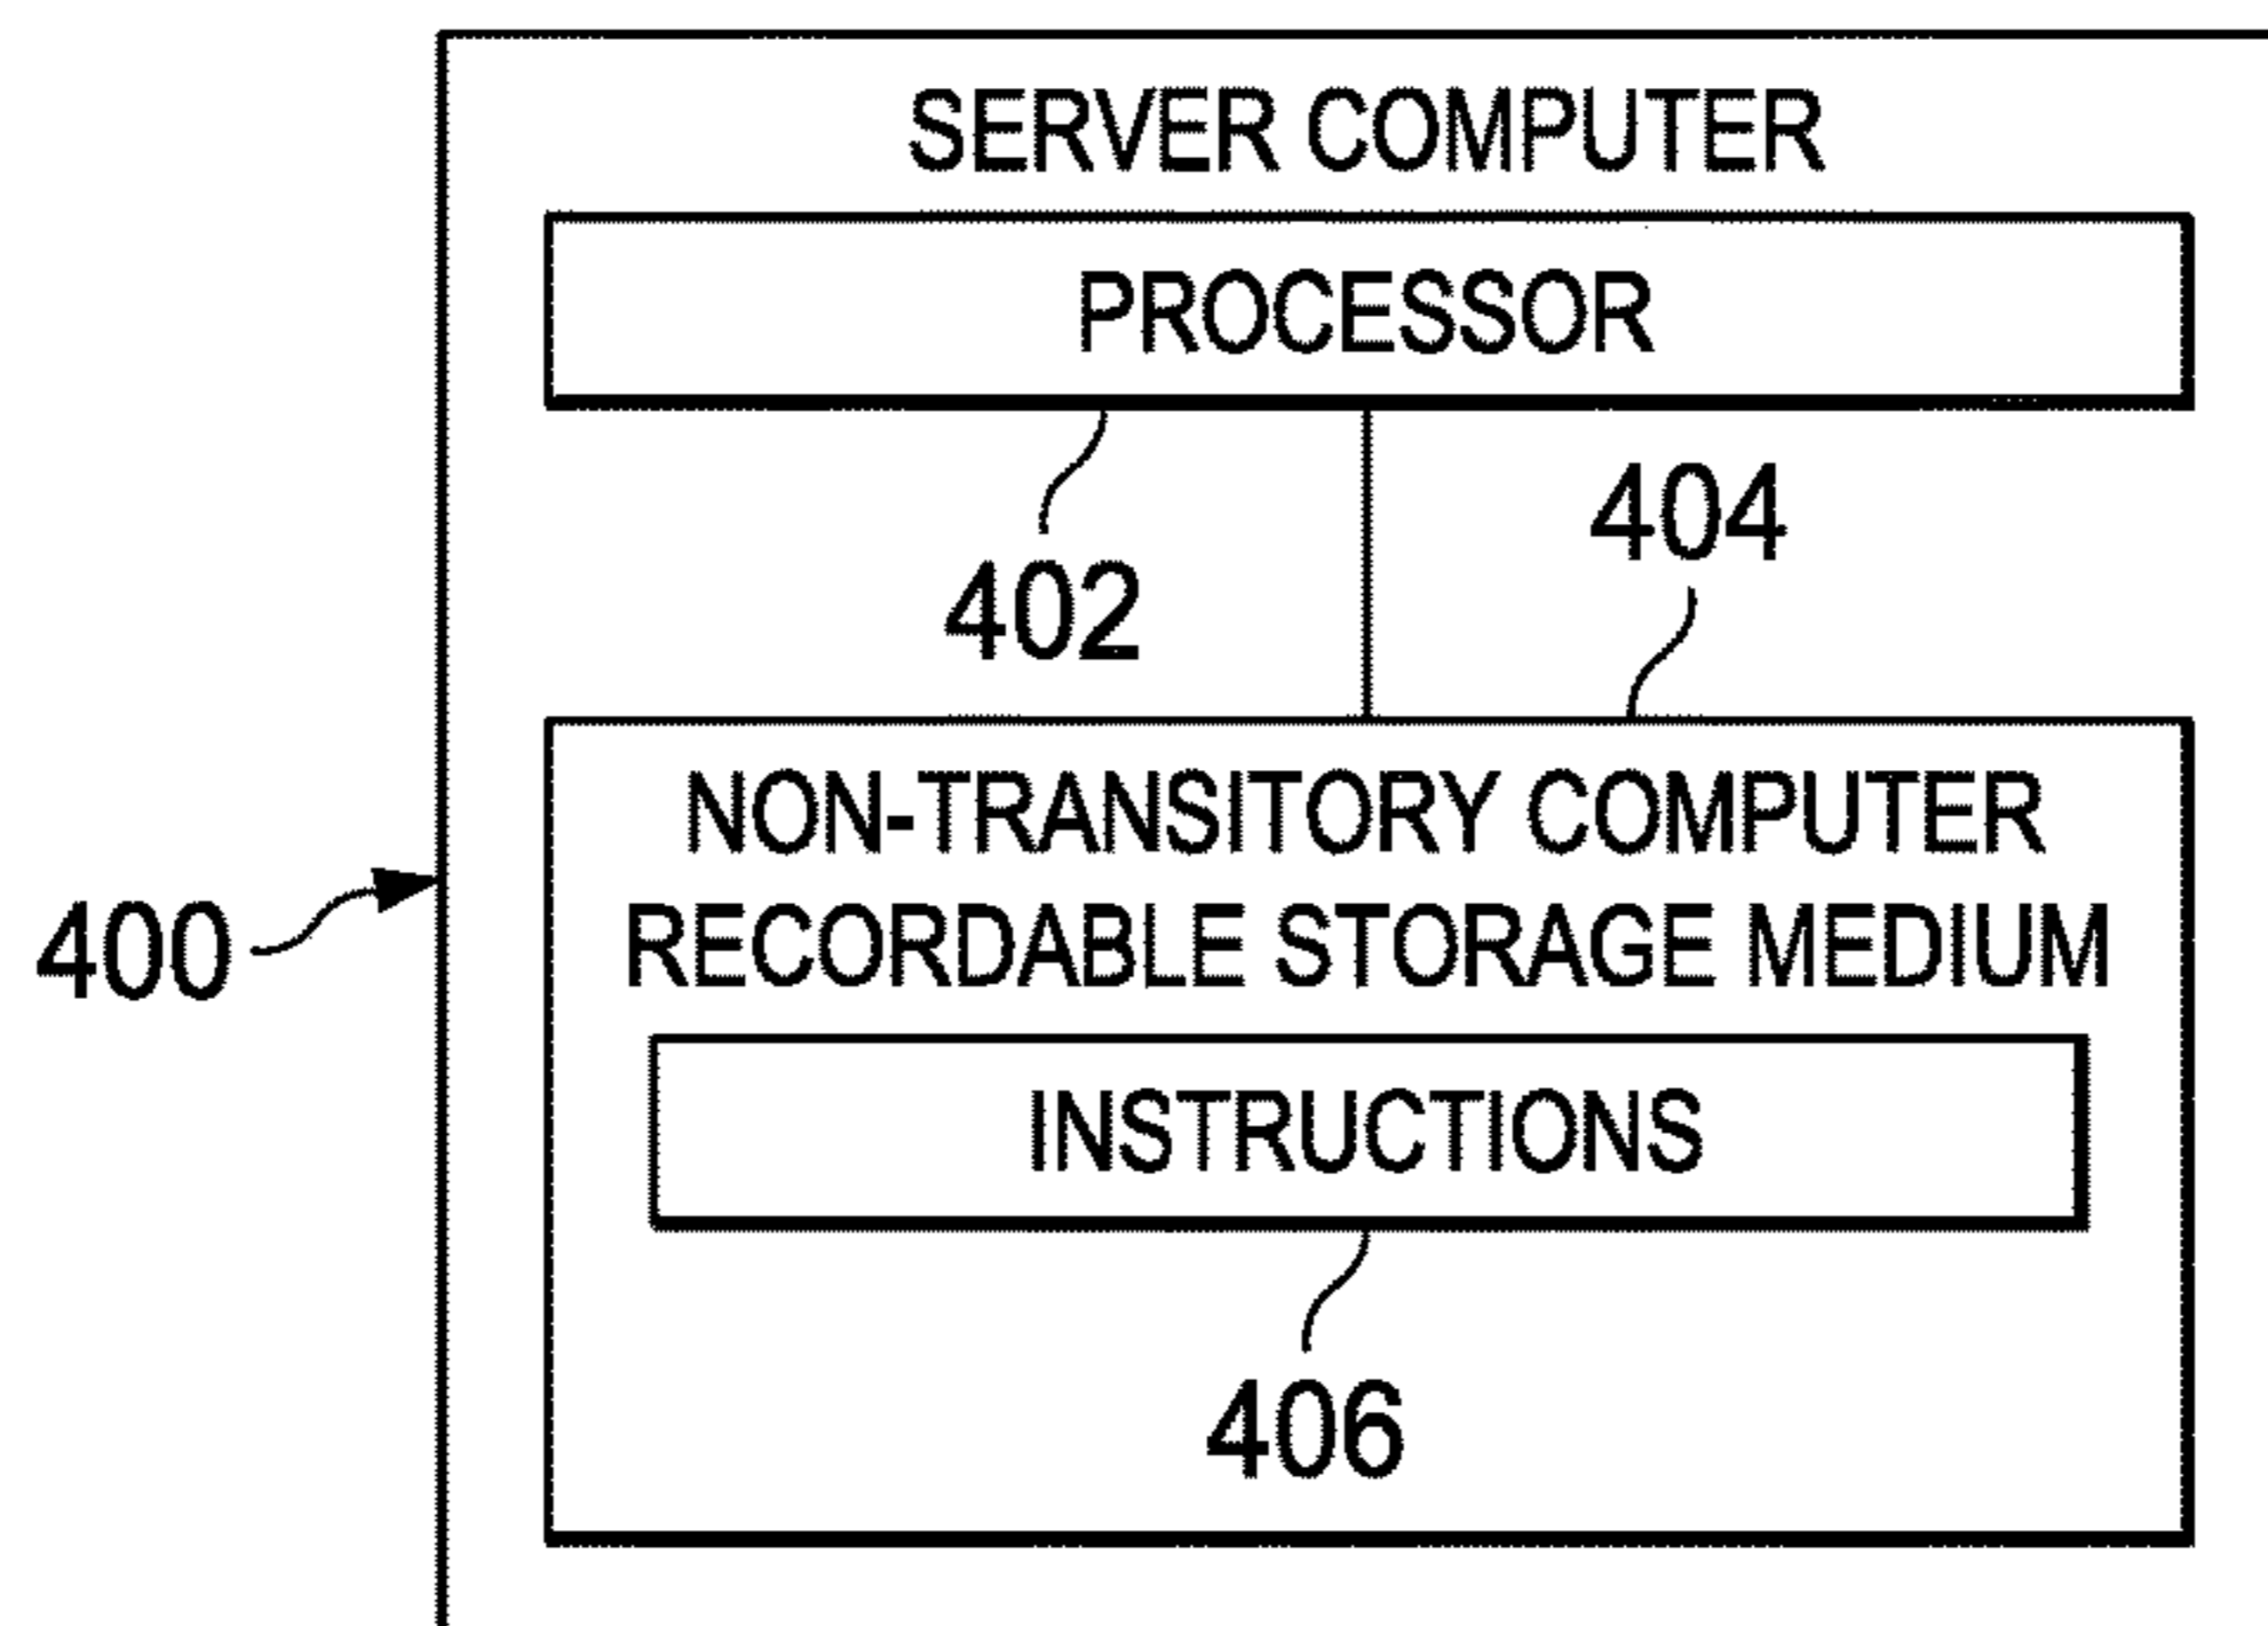 SERVER COMPUTER
PROCESSOR
404
402
NON-TRANSITORY COMPUTER
RECORDABLE STORAGE MEDIUM
400
INSTRUCTIONS
406